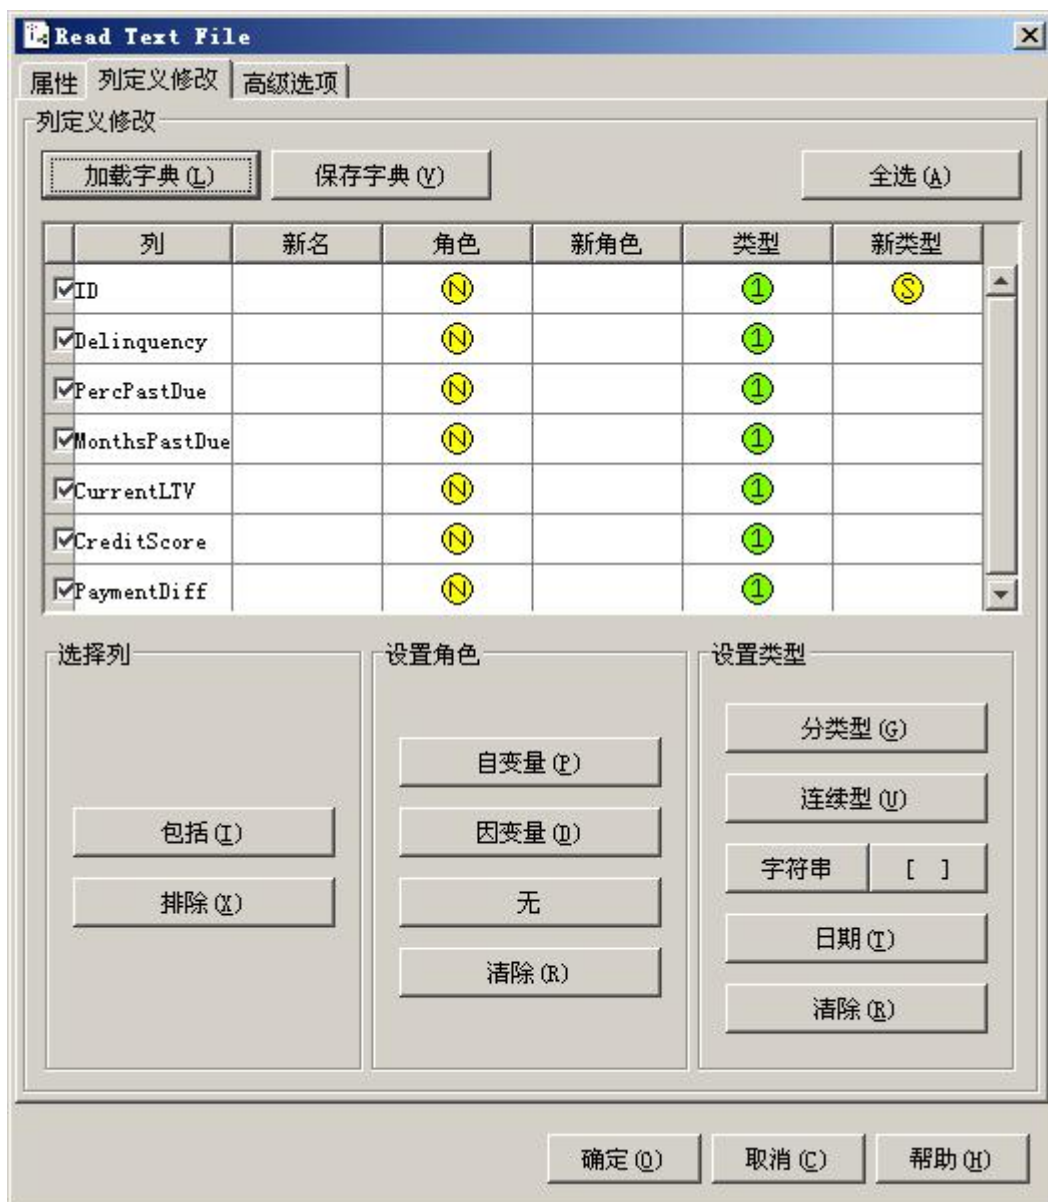 Read Text File
属性 列定义修改 高级选项
列定义修改
加载字典(L) 保存字典(V) 全选(A)
列 新名 角色 新角色 类型 新类型
ID N 1 S
Delinquency N 1
PercPastDue N 1
MonthsPastDue N 1
CurrentLTV N 1
CreditScore N 1
PaymentDiff N 1
选择列 设置角色 设置类型
分类型(G)
自变量(P)
连续型(U)
包括(I) 因变量(D)
字符串 [ ]
排除(X) 无
日期(T)
清除(R)
清除(R)
确定(O) 取消(C) 帮助(H)